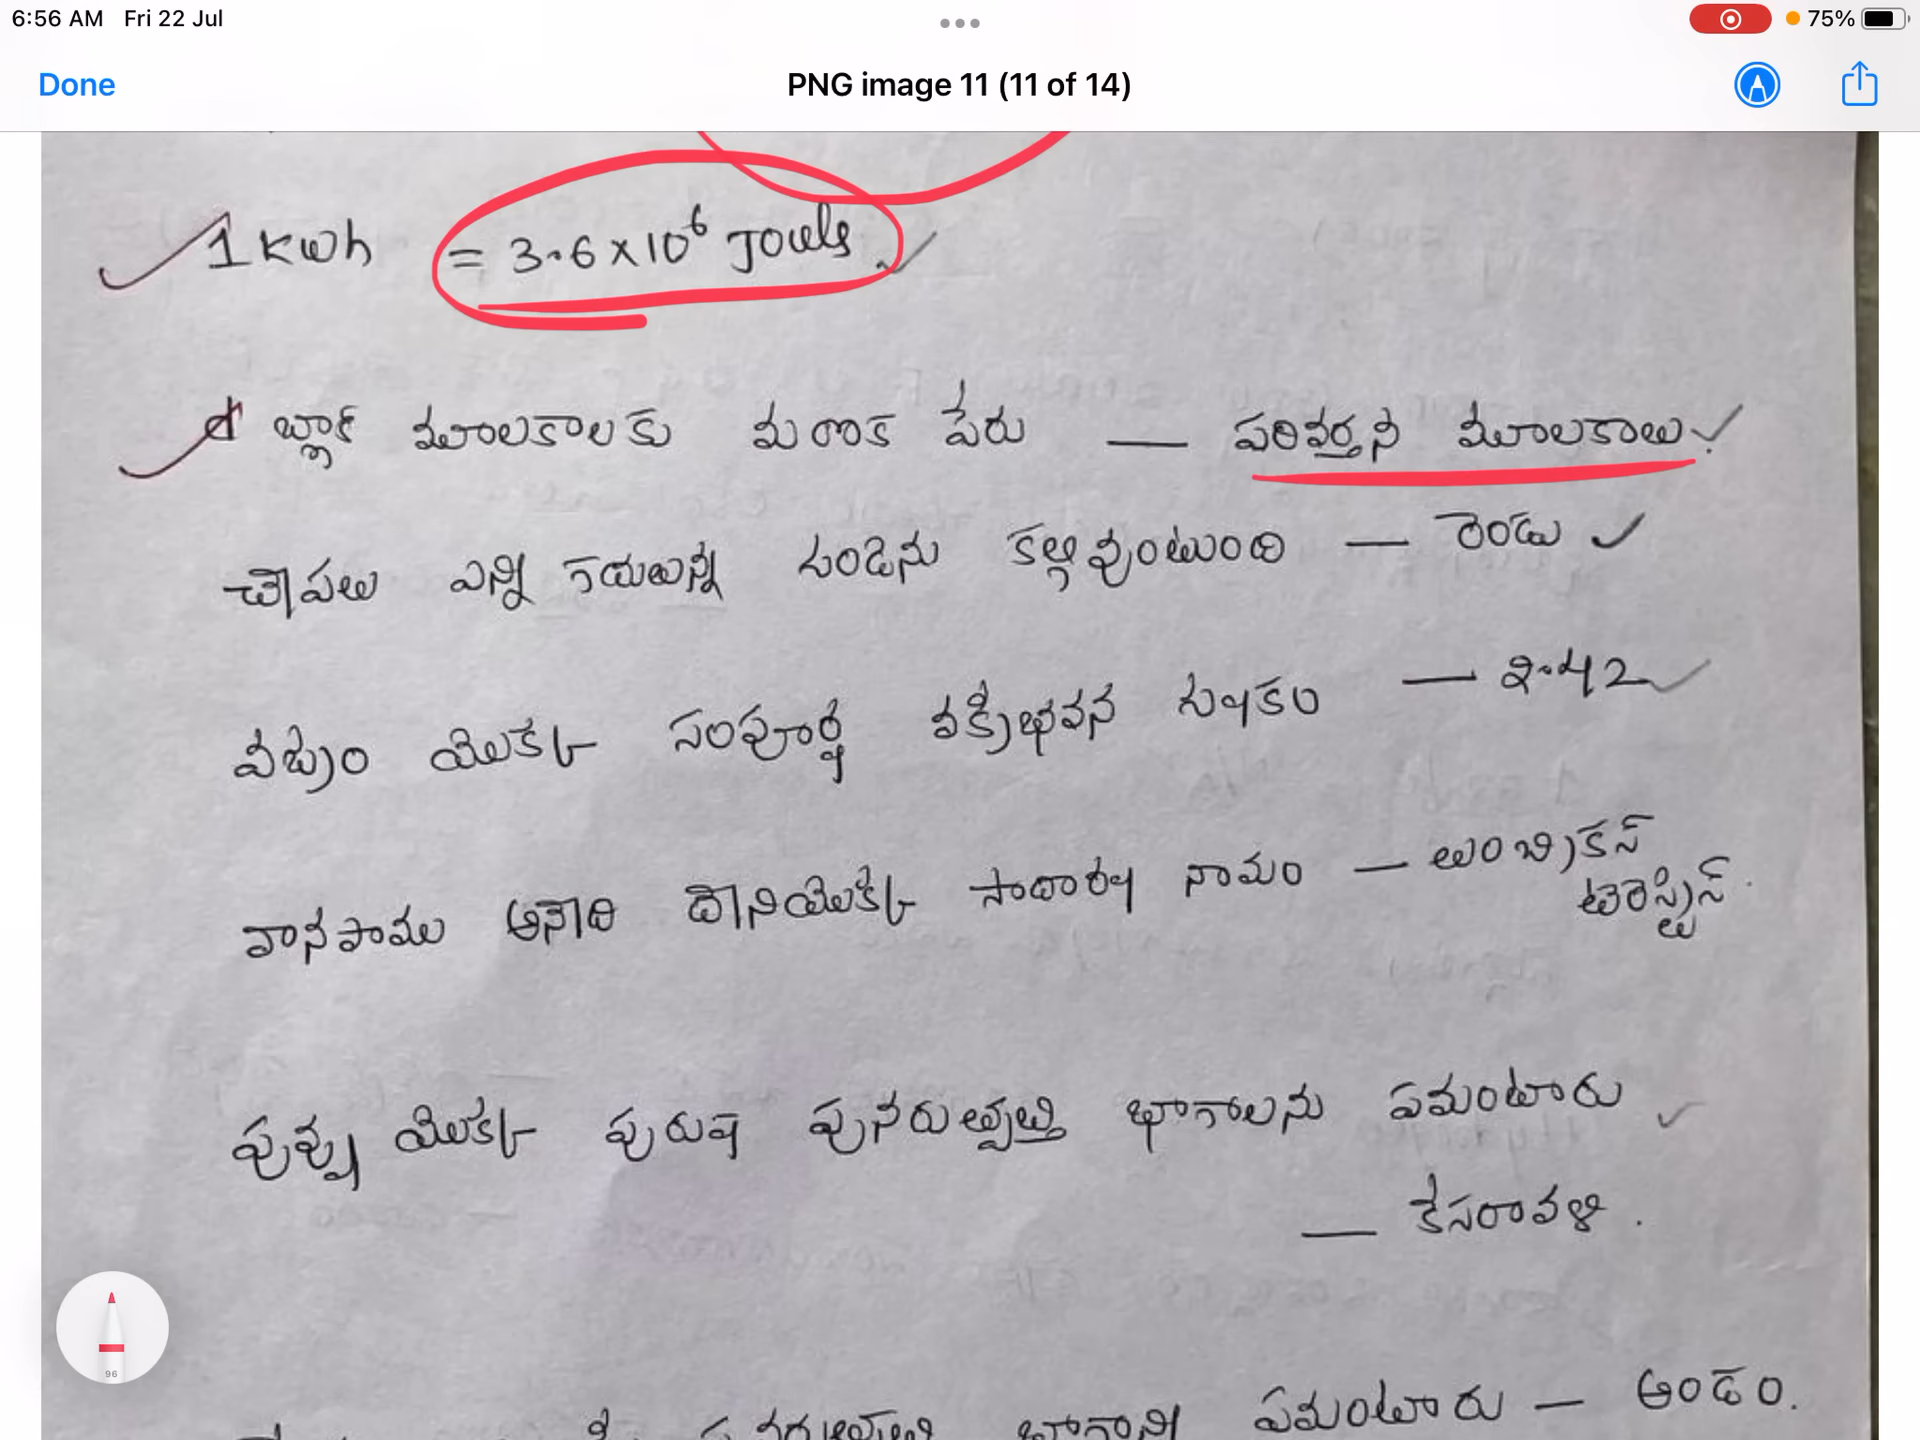 6:56 AM Fri 22 Jul
75%
Done
PNG image 11 (11 of 14)
1 kwh = 3.6 x 10⁶ Jouls
d బ్లాక్ మూలకాలకు మరొక పేరు — పరివర్తన మూలకాలు
చేపలు ఎన్ని గదులున్న గుండెను కల్గి వుంటుంది — రెండు
వజ్రం యొక్క సంపూర్ణ వక్రీభవన గుణకం — 2.42
వానపాము అనేది దానియొక్క సాదారణ నామం — లుంబ్రికస్
టెరెస్ట్రిస్
పువ్వు యొక్క పురుష పునరుత్పత్తి భాగాలను ఏమంటారు
— కేసరావళి.
ఏమంటారు — అండం.
96